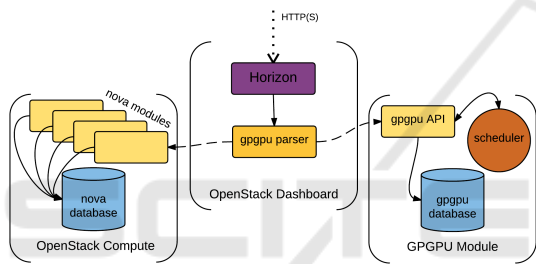 HTTP(S)
Horizon
nova modules
gpgpu API
scheduler
gpgpu parser
nova
database
gpgpu
database
OpenStack Dashboard
OpenStack Compute
GPGPU Module